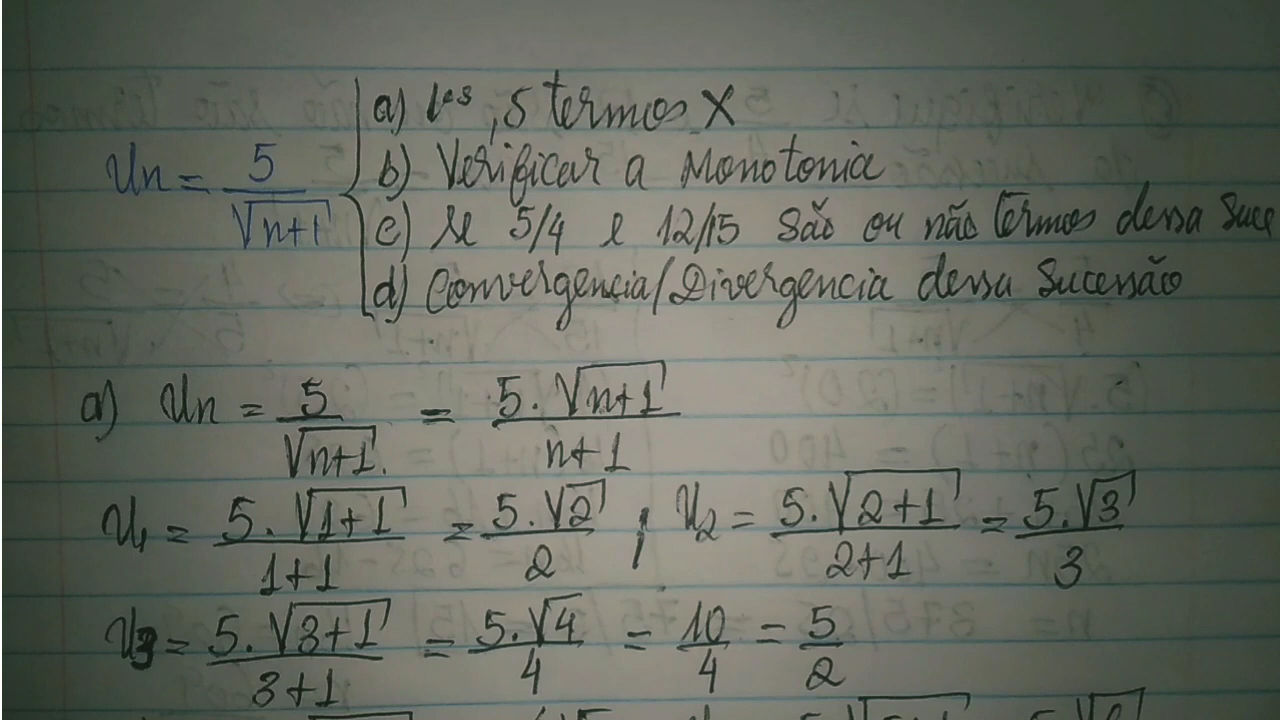 a) 1ºs, 5 termos X
Un = 5/√(n+1)
b) Verificar a Monotonia
c) Se 5/4 e 12/15 são ou não termos dessa Suce
d) Convergencia/Divergencia dessa Sucessão
a) Un = 5/√(n+1) = 5.√(n+1)/(n+1)
U1 = 5.√(1+1)/(1+1) = 5.√2/2 ; U2 = 5.√(2+1)/(2+1) = 5.√3/3
U3 = 5.√(3+1)/(3+1) = 5.√4/4 = 10/4 = 5/2